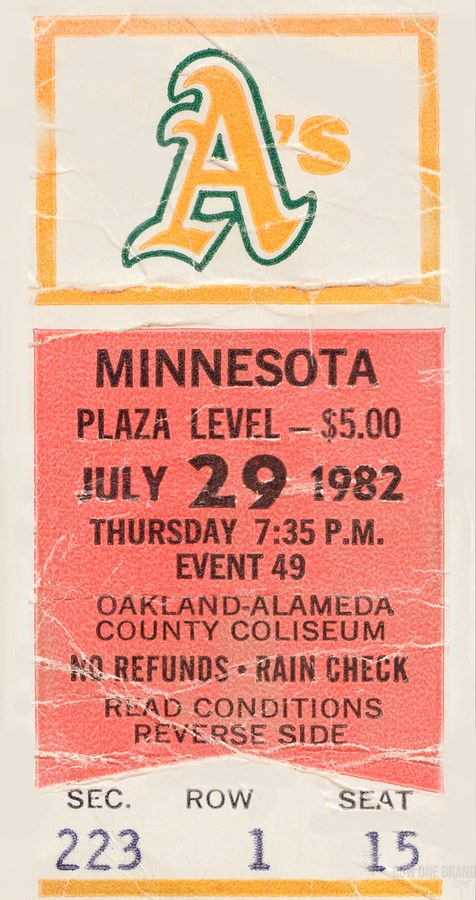 A's
MINNESOTA
PLAZA LEVEL — $5.00
JULY 29 1982
THURSDAY 7:35 P.M.
EVENT 49
OAKLAND-ALAMEDA
COUNTY COLISEUM
NO REFUNDS • RAIN CHECK
READ CONDITIONS
REVERSE SIDE
SEC. ROW SEAT
223 1 15
BRAND